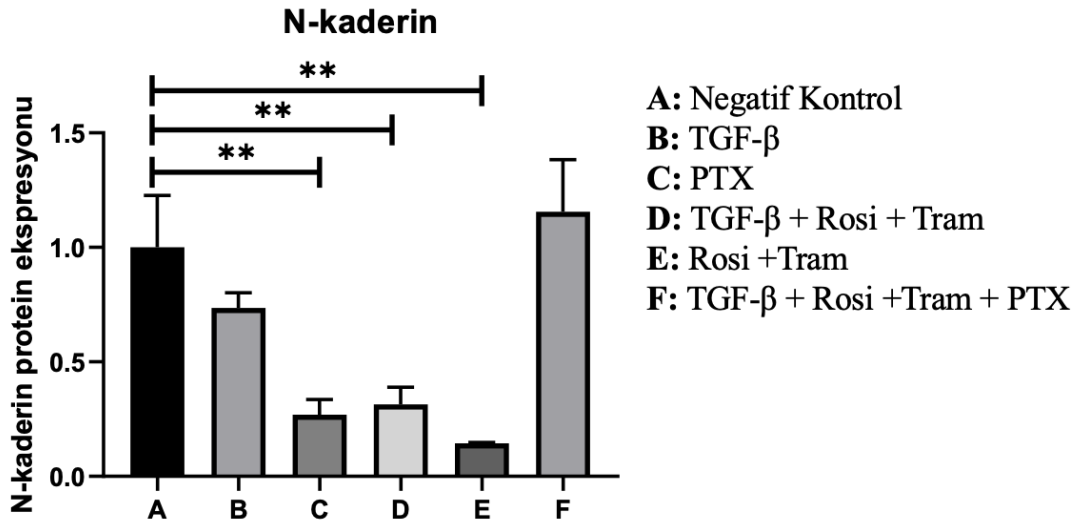 N-kaderin
**
**
**
N-kaderin protein ekspresyonu
1.5
1.0
0.5
0.0
A B C D E F
A: Negatif Kontrol
B: TGF-β
C: PTX
D: TGF-β + Rosi + Tram
E: Rosi +Tram
F: TGF-β + Rosi +Tram + PTX